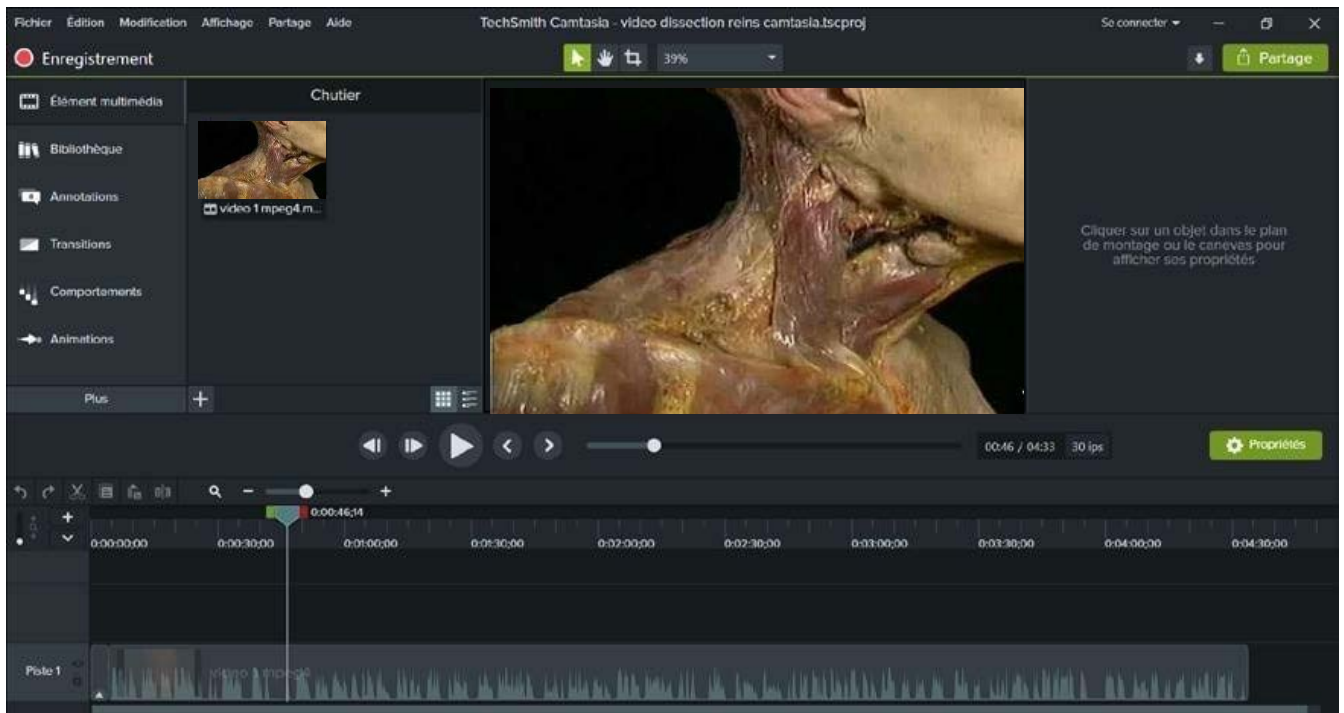 Fichier Édition Modification Affichage Partage Aide
TechSmith Camtasia - video dissection reins camtasia.tscproj
Se connecter
Enregistrement
39%
Partage
Élément multimédia
Bibliothèque
Annotations
Transitions
Comportements
Animations
Plus
Chutier
video 1 mpeg4.m...
Cliquer sur un objet dans le plan
de montage ou le canevas pour
afficher ses propriétés
00:46 / 04:33 30 ips
Propriétés
0:00:46;14
0:00:00;00 0:00:30;00 0:01:00;00 0:01:30;00 0:02:00;00 0:02:30;00 0:03:00;00 0:03:30;00 0:04:00;00 0:04:30;00
Piste 1
video 1 mpeg4